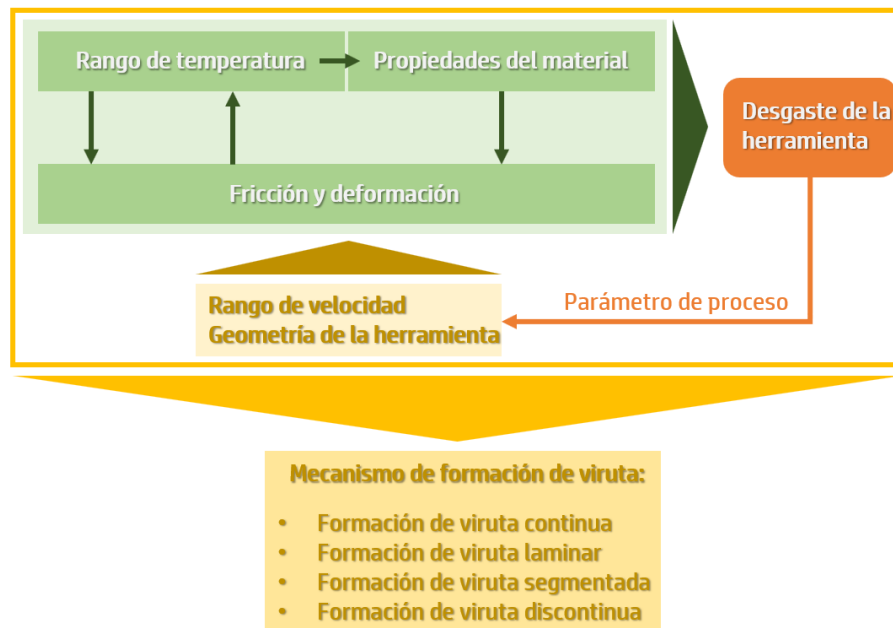 Rango de temperatura
Propiedades del material
Fricción y deformación
Desgaste de la
herramienta
Rango de velocidad
Geometría de la herramienta
Parámetro de proceso
Mecanismo de formación de viruta:
• Formación de viruta continua
• Formación de viruta laminar
• Formación de viruta segmentada
• Formación de viruta discontinua